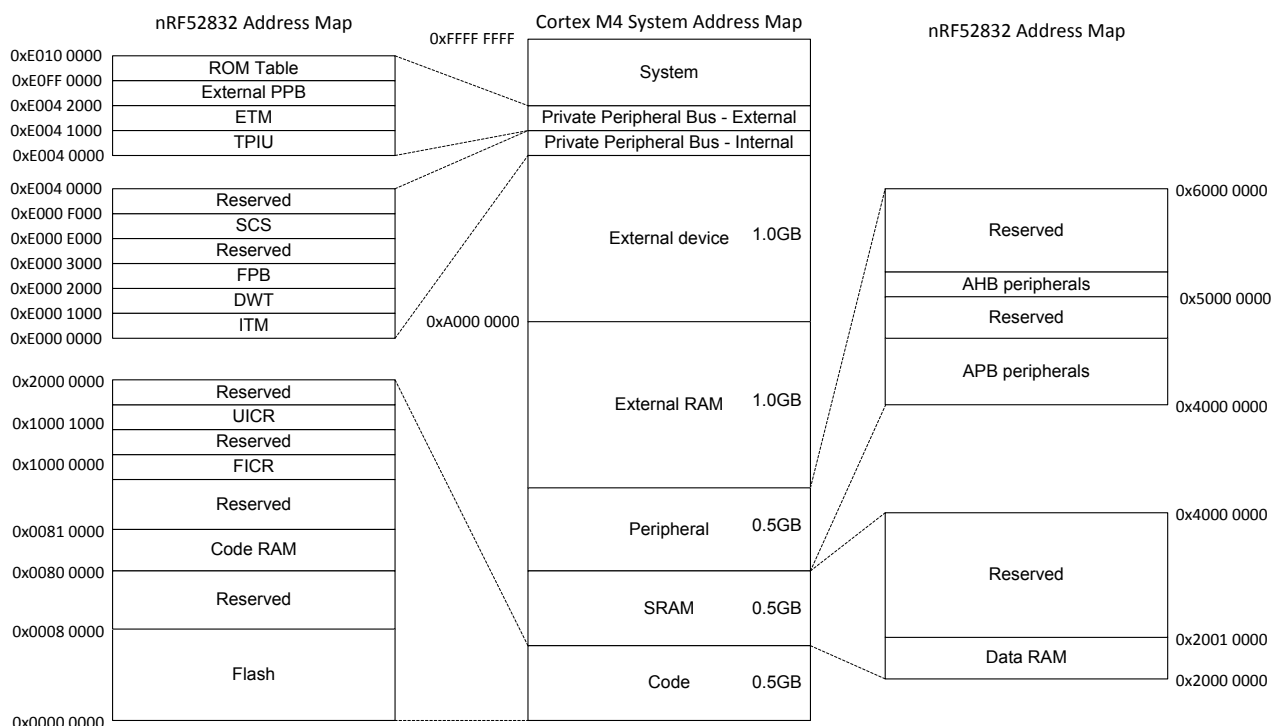 nRF52832 Address Map
0xE010 0000
ROM Table
0xE0FF 0000
External PPB
0xE004 2000
ETM
0xE004 1000
TPIU
0xE004 0000
0xE004 0000
Reserved
0xE000 F000
SCS
0xE000 E000
Reserved
0xE000 3000
FPB
0xE000 2000
DWT
0xE000 1000
ITM
0xE000 0000
0x2000 0000
Reserved
UICR
0x1000 1000
Reserved
0x1000 0000
FICR
Reserved
0x0081 0000
Code RAM
0x0080 0000
Reserved
0x0008 0000
Flash
0x0000 0000
Cortex M4 System Address Map
0xFFFF FFFF
System
Private Peripheral Bus - External
Private Peripheral Bus - Internal
External device 1.0GB
0xA000 0000
External RAM 1.0GB
Peripheral 0.5GB
SRAM 0.5GB
Code 0.5GB
nRF52832 Address Map
0x6000 0000
Reserved
AHB peripherals
0x5000 0000
Reserved
APB peripherals
0x4000 0000
0x4000 0000
Reserved
0x2001 0000
Data RAM
0x2000 0000